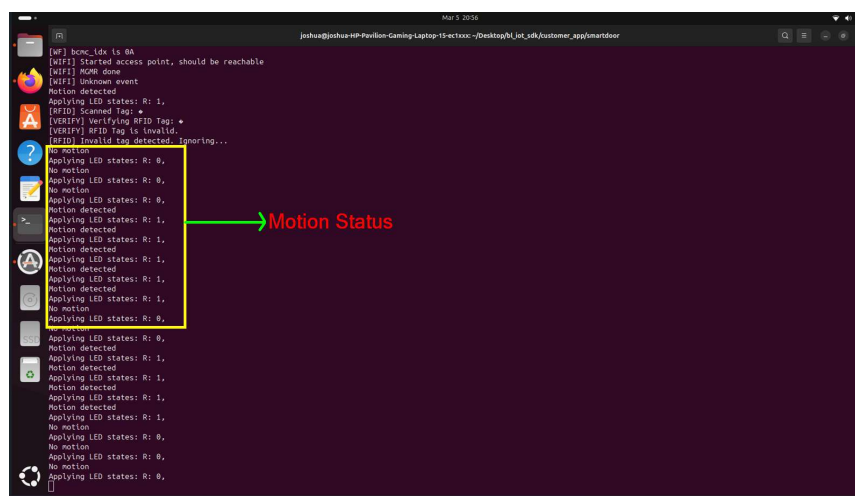 Mar 5 20:56
joshua@joshua-HP-Pavilion-Gaming-Laptop-15-ec1xxx: ~/Desktop/bl_iot_sdk/customer_app/smartdoor
[WF] bcmc_idx is 0A
[WIFI] Started access point, should be reachable
[WIFI] MGMR done
[WIFI] Unknown event
Motion detected
Applying LED states: R: 1,
[RFID] Scanned Tag: �
[VERIFY] Verifying RFID Tag: �
[VERIFY] RFID Tag is invalid.
[RFID] Invalid tag detected. Ignoring...
No motion
Applying LED states: R: 0,
No motion
Applying LED states: R: 0,
No motion
Applying LED states: R: 0,
Motion detected
Applying LED states: R: 1,
Motion Status
Motion detected
Applying LED states: R: 1,
Motion detected
Applying LED states: R: 1,
Motion detected
Applying LED states: R: 1,
Motion detected
Applying LED states: R: 1,
No motion
Applying LED states: R: 0,
No motion
Applying LED states: R: 0,
Motion detected
Applying LED states: R: 1,
Motion detected
Applying LED states: R: 1,
Motion detected
Applying LED states: R: 1,
Motion detected
Applying LED states: R: 1,
No motion
Applying LED states: R: 0,
No motion
Applying LED states: R: 0,
No motion
Applying LED states: R: 0,
SSD